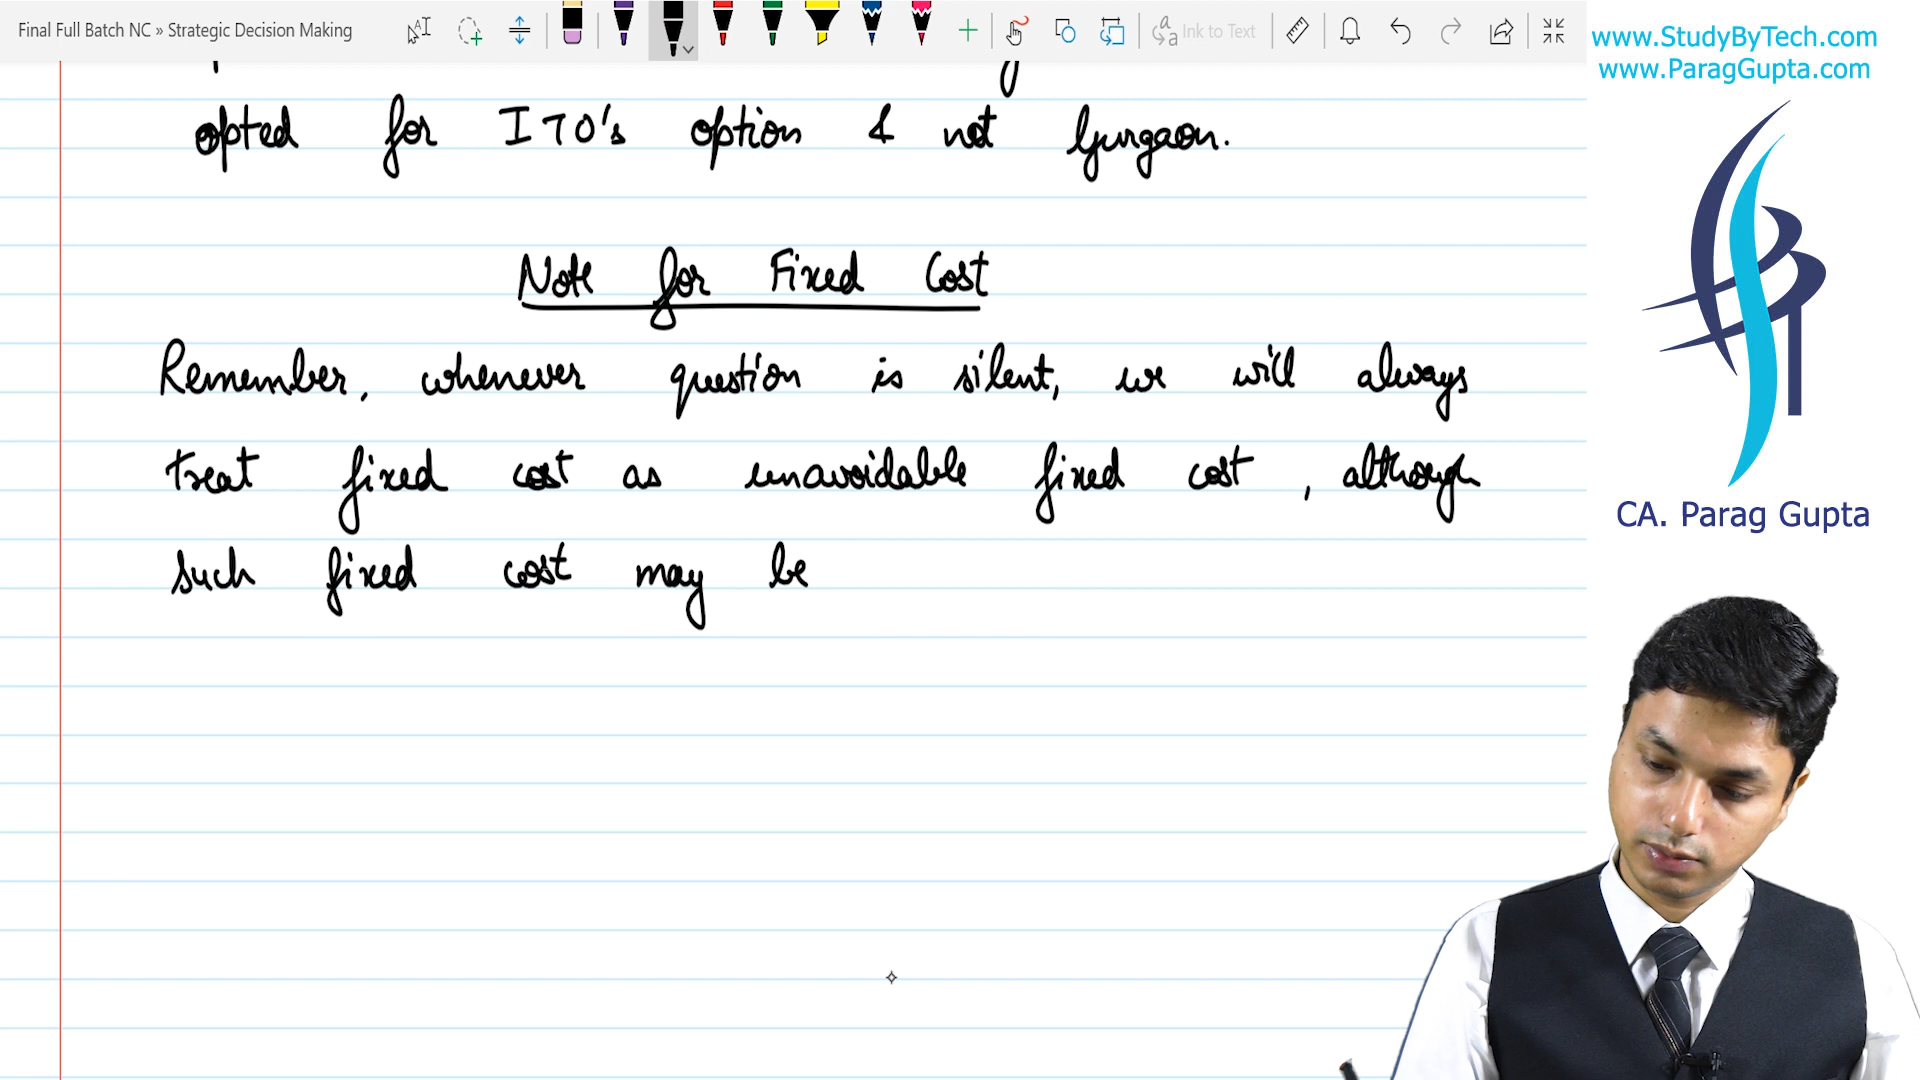 Final Full Batch NC » Strategic Decision Making
Ink to Text
www.StudyByTech.com
www.ParagGupta.com
opted for ITO's option & not Gurgaon.
Note for Fixed Cost
Remember, whenever question is silent, we will always
treat fixed cost as unavoidable fixed cost, although
such fixed cost may be
CA. Parag Gupta